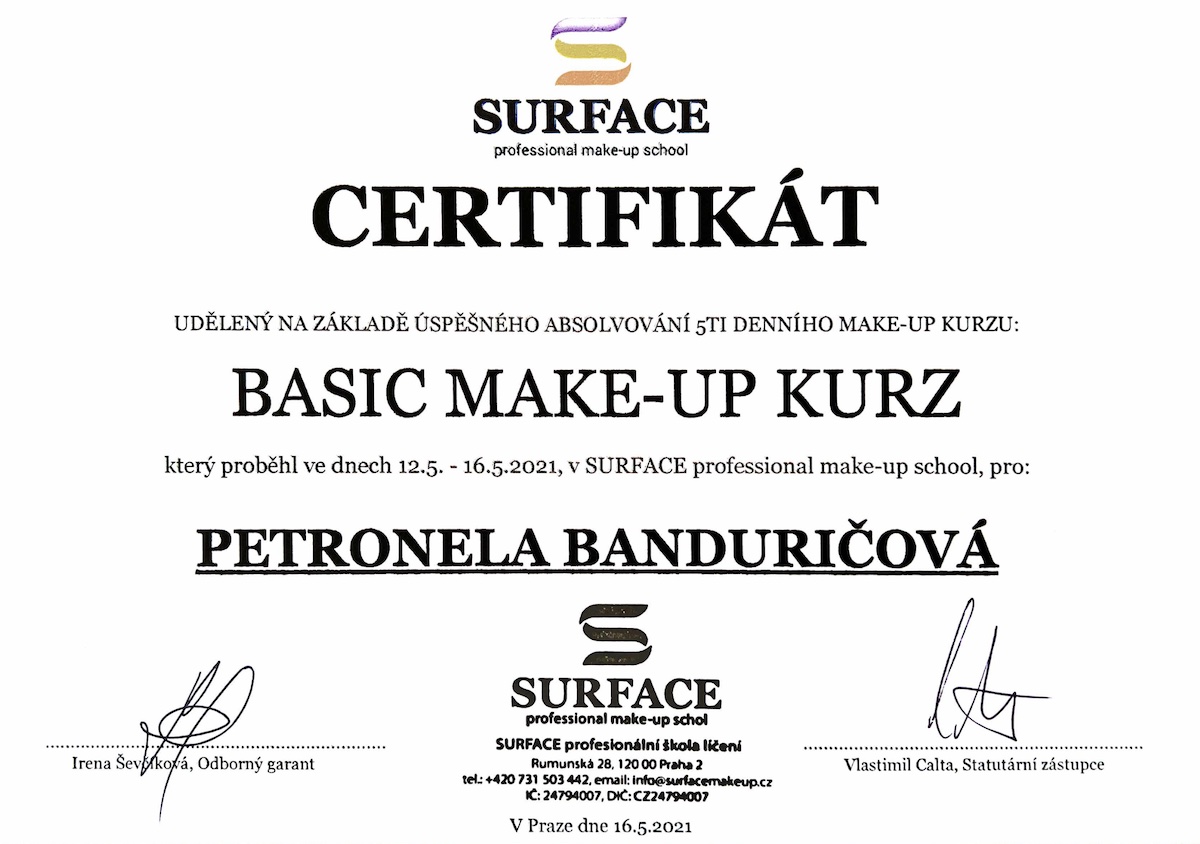 SURFACE
professional make-up school
CERTIFIKÁT
UDĚLENÝ NA ZÁKLADĚ ÚSPĚŠNÉHO ABSOLVOVÁNÍ 5TI DENNÍHO MAKE-UP KURZU:
BASIC MAKE-UP KURZ
který proběhl ve dnech 12.5. - 16.5.2021, v SURFACE professional make-up school, pro:
PETRONELA BANDURIČOVÁ
SURFACE
professional make-up schol
SURFACE profesionální škola líčení
Rumunská 28, 120 00 Praha 2
tel.: +420 731 503 442, email: info@surfacemakeup.cz
IČ: 24794007, DIČ: CZ24794007
Irena Ševčíková, Odborný garant
Vlastimil Calta, Statutární zástupce
V Praze dne 16.5.2021